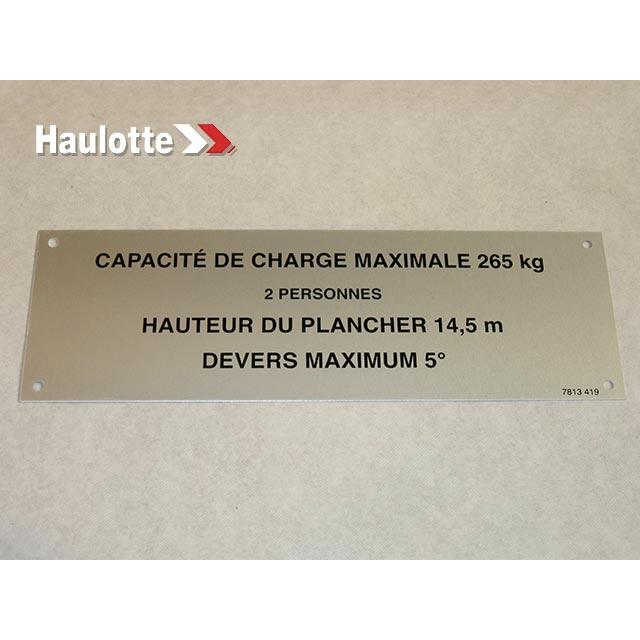 Haulotte
CAPACITÉ DE CHARGE MAXIMALE 265 kg
2 PERSONNES
HAUTEUR DU PLANCHER 14,5 m
DEVERS MAXIMUM 5°
7813 419